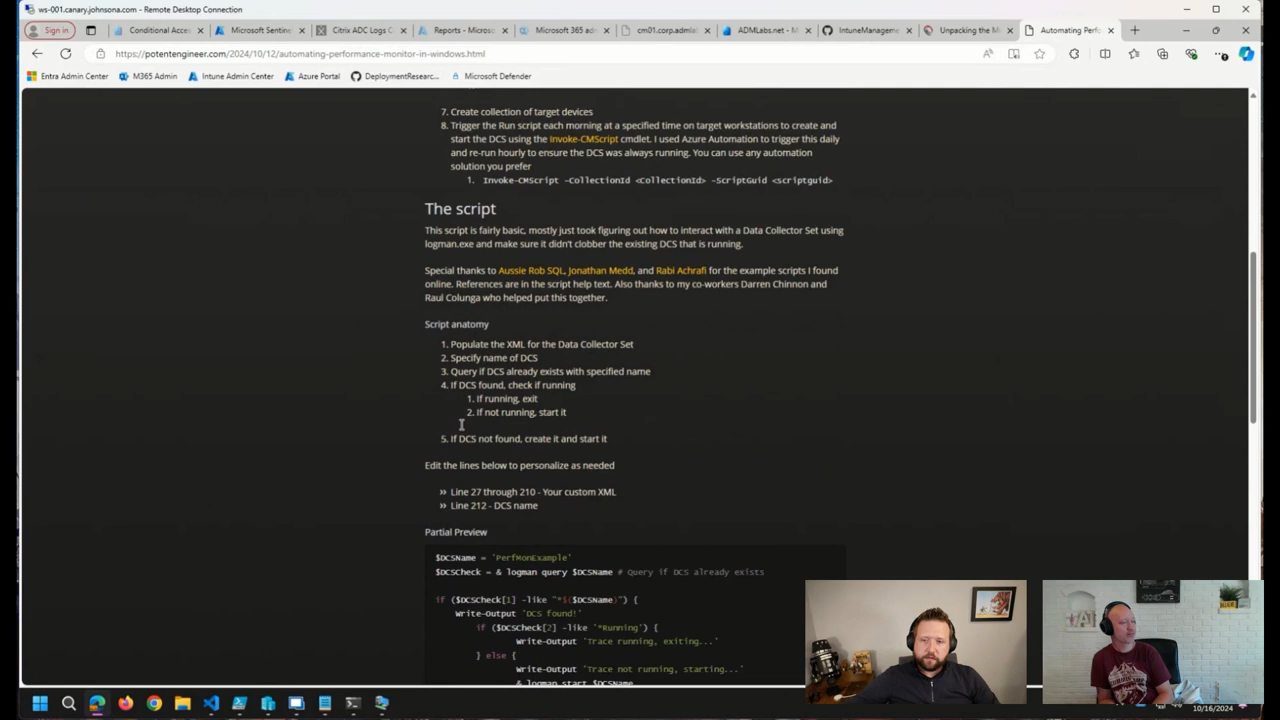 ws-001.canary.johnsona.com - Remote Desktop Connection
Sign in
Conditional Acce
Microsoft Sentine
Citrix ADC Logs C
Reports - Microso
Microsoft 365 ad
cm01.corp.admla
ADMLabs.net - M
IntuneManageme
Unpacking the M
Automating Perf
https://potentengineer.com/2024/10/12/automating-performance-monitor-in-windows.html
Entra Admin Center
M365 Admin
Intune Admin Center
Azure Portal
DeploymentResearc...
Microsoft Defender
7. Create collection of target devices
8. Trigger the Run script each morning at a specified time on target workstations to create and
start the DCS using the Invoke-CMScript cmdlet. I used Azure Automation to trigger this daily
and re-run hourly to ensure the DCS was always running. You can use any automation
solution you prefer
1. Invoke-CMScript -CollectionId <CollectionId> -ScriptGuid <scriptguid>
The script
This script is fairly basic, mostly just took figuring out how to interact with a Data Collector Set using
logman.exe and make sure it didn't clobber the existing DCS that is running.
Special thanks to Aussie Rob SQL, Jonathan Medd, and Rabi Achrafi for the example scripts I found
online. References are in the script help text. Also thanks to my co-workers Darren Chinnon and
Raul Colunga who helped put this together.
Script anatomy
1. Populate the XML for the Data Collector Set
2. Specify name of DCS
3. Query if DCS already exists with specified name
4. If DCS found, check if running
1. If running, exit
2. If not running, start it
5. If DCS not found, create it and start it
Edit the lines below to personalize as needed
» Line 27 through 210 - Your custom XML
» Line 212 - DCS name
Partial Preview
$DCSName = 'PerfMonExample'
$DCSCheck = & logman query $DCSName # Query if DCS already exists
if ($DCSCheck[1] -like "*$($DCSName)") {
Write-Output 'DCS found!'
if ($DCSCheck[2] -like '*Running') {
Write-Output 'Trace running, exiting...'
} else {
Write-Output 'Trace not running, starting...'
& logman start $DCSName
10/16/2024